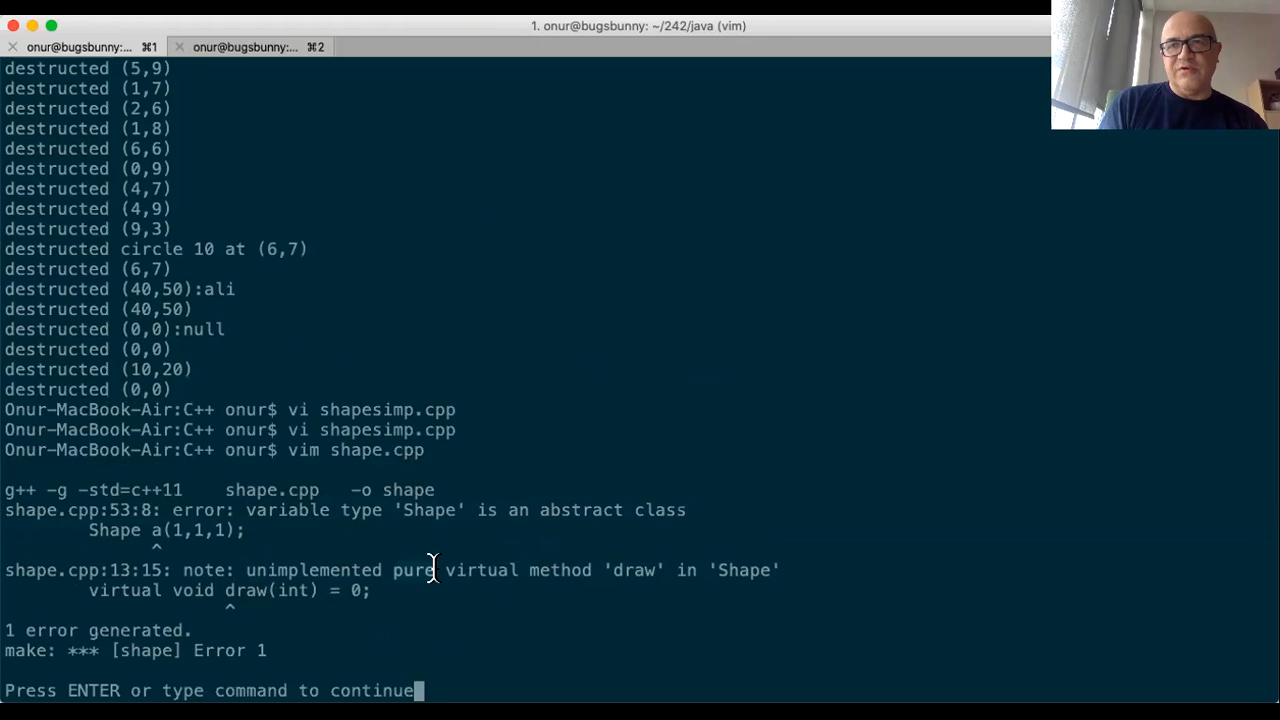 1. onur@bugsbunny: ~/242/java (vim)
onur@bugsbunny:... ⌘1
onur@bugsbunny:... ⌘2
destructed (5,9)
destructed (1,7)
destructed (2,6)
destructed (1,8)
destructed (6,6)
destructed (0,9)
destructed (4,7)
destructed (4,9)
destructed (9,3)
destructed circle 10 at (6,7)
destructed (6,7)
destructed (40,50):ali
destructed (40,50)
destructed (0,0):null
destructed (0,0)
destructed (10,20)
destructed (0,0)
Onur-MacBook-Air:C++ onur$ vi shapesimp.cpp
Onur-MacBook-Air:C++ onur$ vi shapesimp.cpp
Onur-MacBook-Air:C++ onur$ vim shape.cpp
g++ -g -std=c++11    shape.cpp   -o shape
shape.cpp:53:8: error: variable type 'Shape' is an abstract class
        Shape a(1,1,1);
              ^
shape.cpp:13:15: note: unimplemented pure virtual method 'draw' in 'Shape'
        virtual void draw(int) = 0;
                     ^
1 error generated.
make: *** [shape] Error 1
Press ENTER or type command to continue